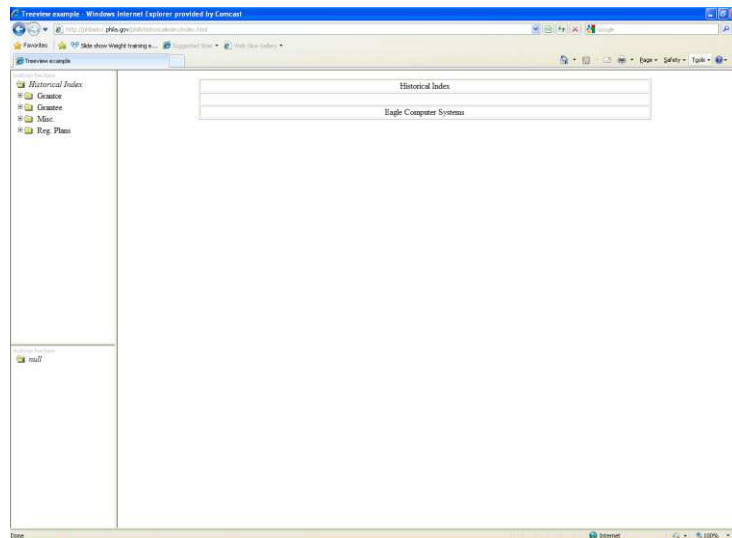 Treeview example - Windows Internet Explorer provided by Comcast
phila.gov
Google
Favorites Slide show Weight training e... Suggested Sites Web Slice Gallery
Treeview example
Page Safety Tools
Historical Index
Grantor
Grantee
Misc.
Reg. Plans
Historical Index
Eagle Computer Systems
null
Done
Internet
100%